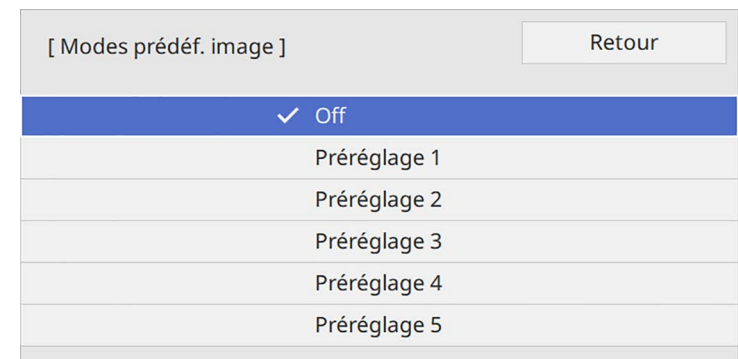 [ Modes prédéf. image ]
Retour
Off
Préréglage 1
Préréglage 2
Préréglage 3
Préréglage 4
Préréglage 5